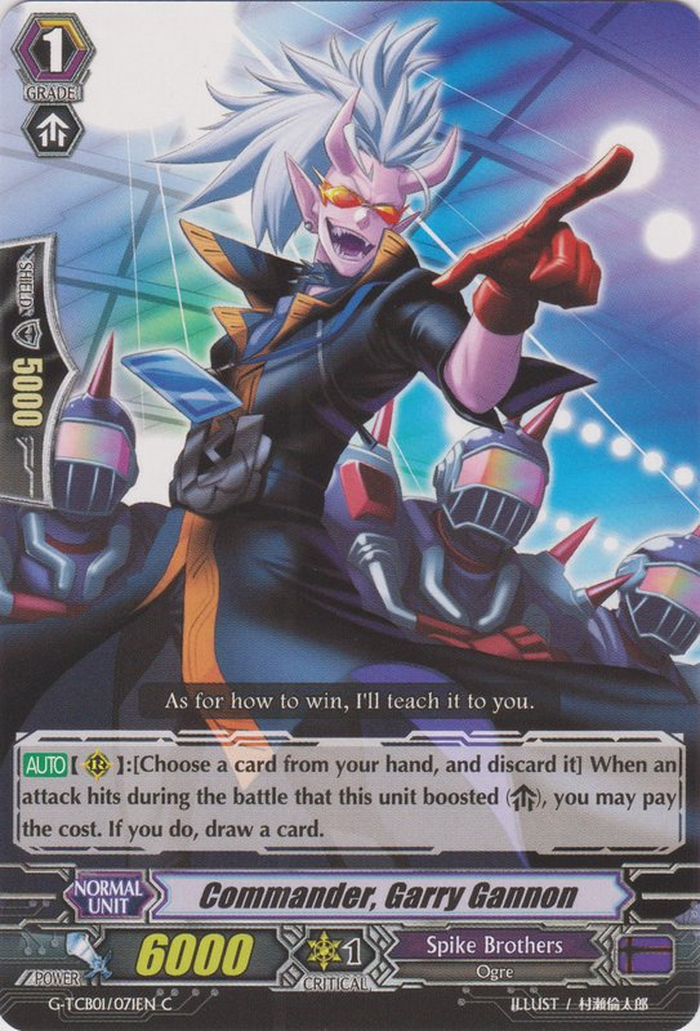 1
GRADE
SHIELD
5000
As for how to win, I'll teach it to you.
AUTO【R】:[Choose a card from your hand, and discard it] When an
attack hits during the battle that this unit boosted ( ), you may pay
the cost. If you do, draw a card.
NORMAL
UNIT
Commander, Garry Gannon
POWER
6000
1
CRITICAL
Spike Brothers
Ogre
G-TCB01/071EN C
ILLUST / 村瀬倫太郎